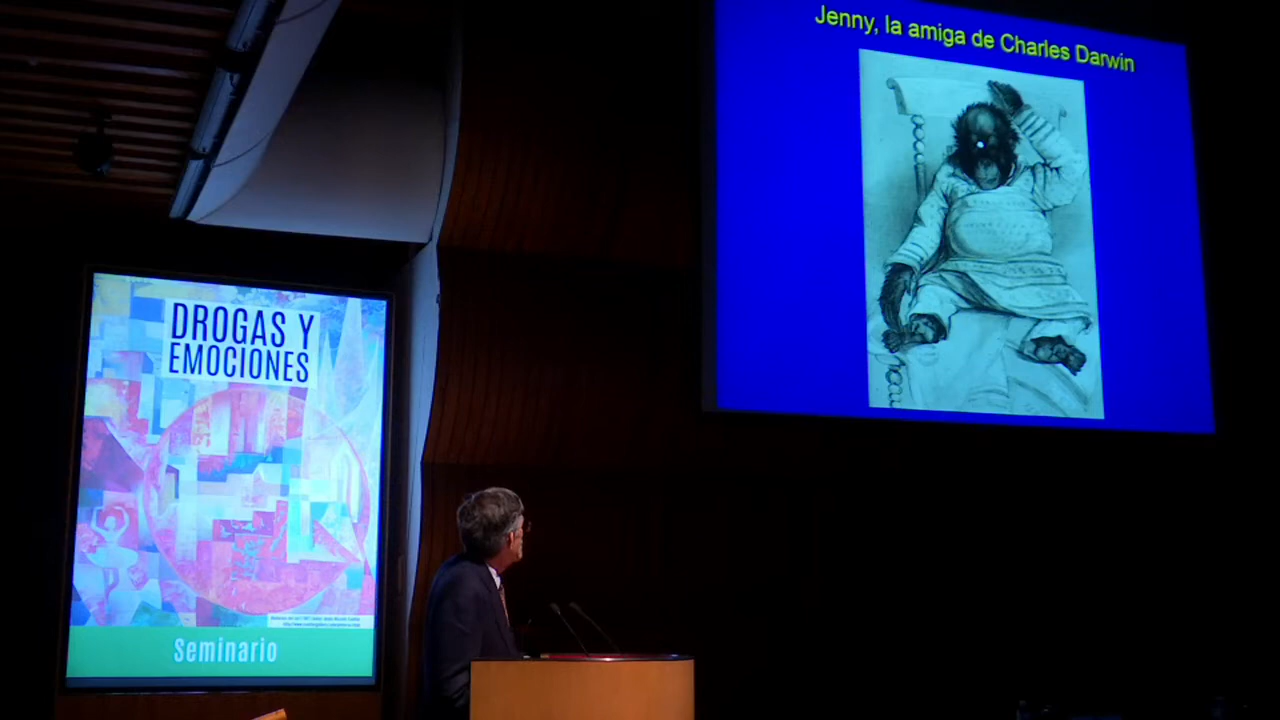 Jenny, la amiga de Charles Darwin
DROGAS Y
EMOCIONES
Seminario